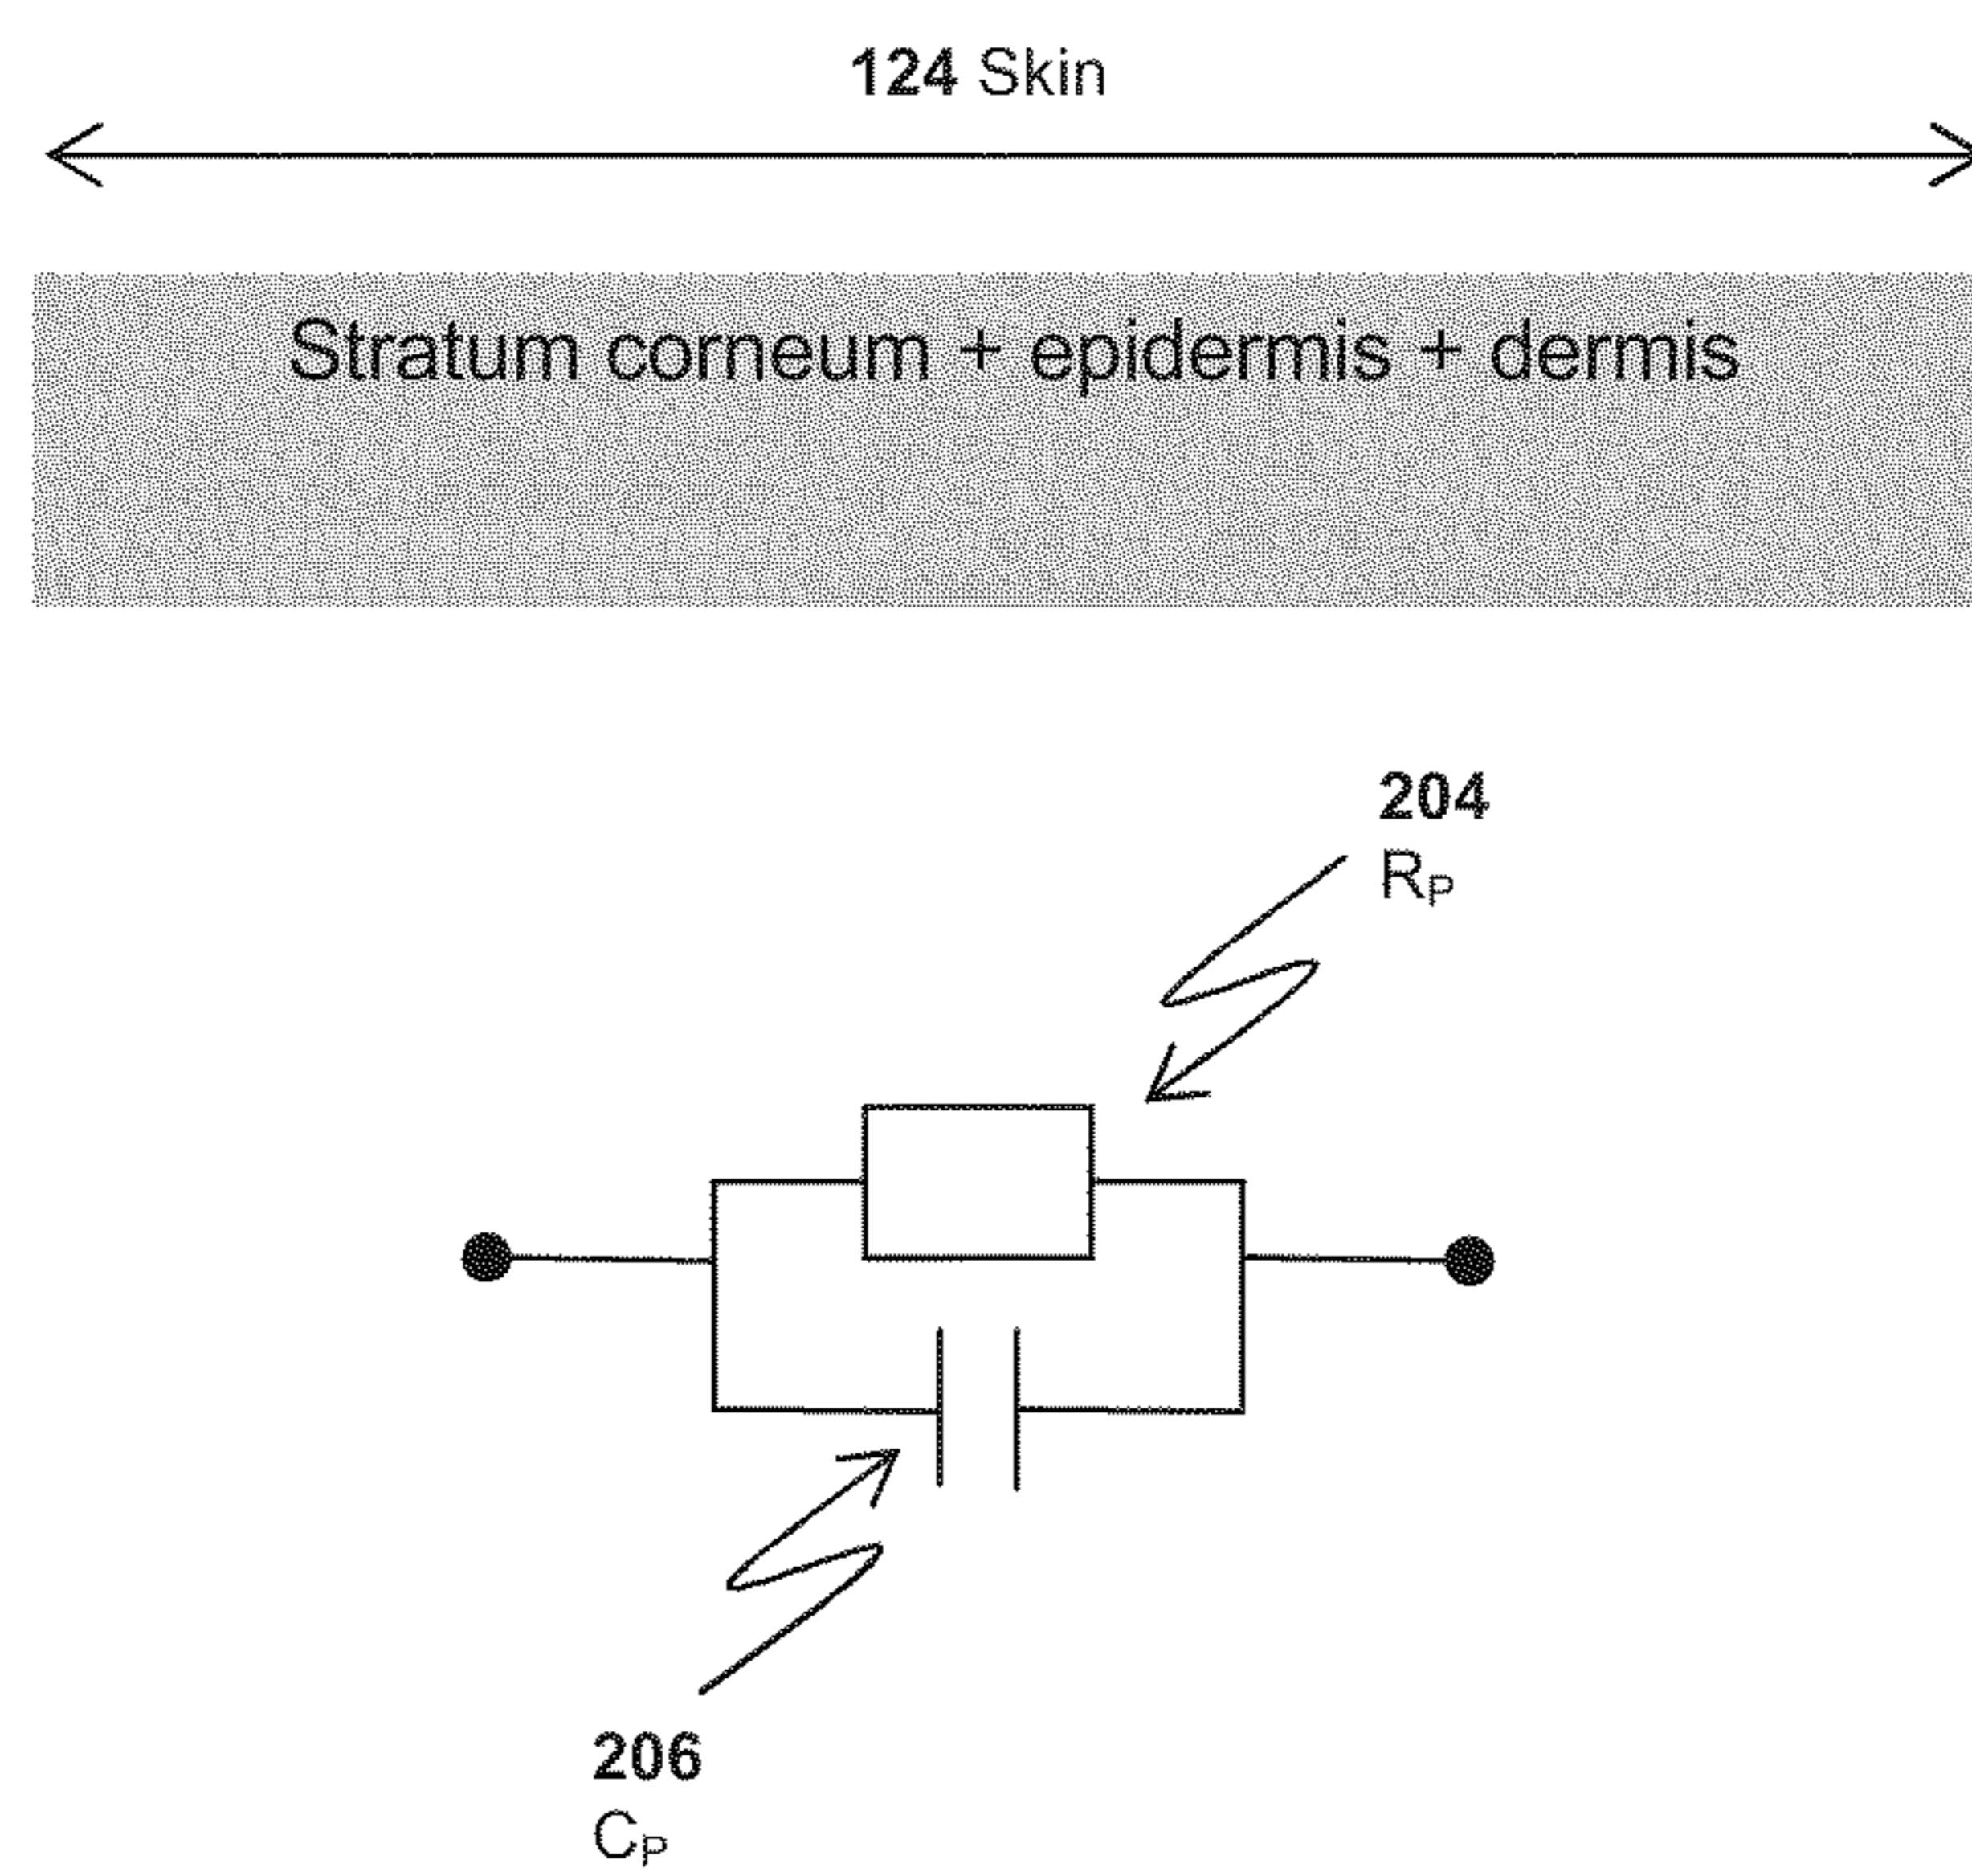 124 Skin
Stratum corneum + epidermis + dermis
204
Rₚ
206
Cₚ